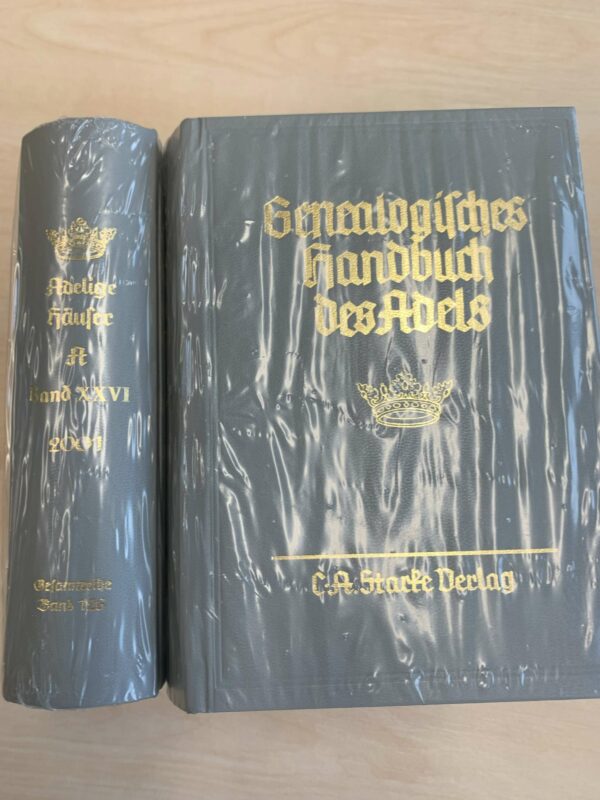 Adelige
Häuser
A
Band XXVI
2001
Gesamtreihe
Band 126
Genealogisches
Handbuch
des Adels
C.A. Starke Verlag